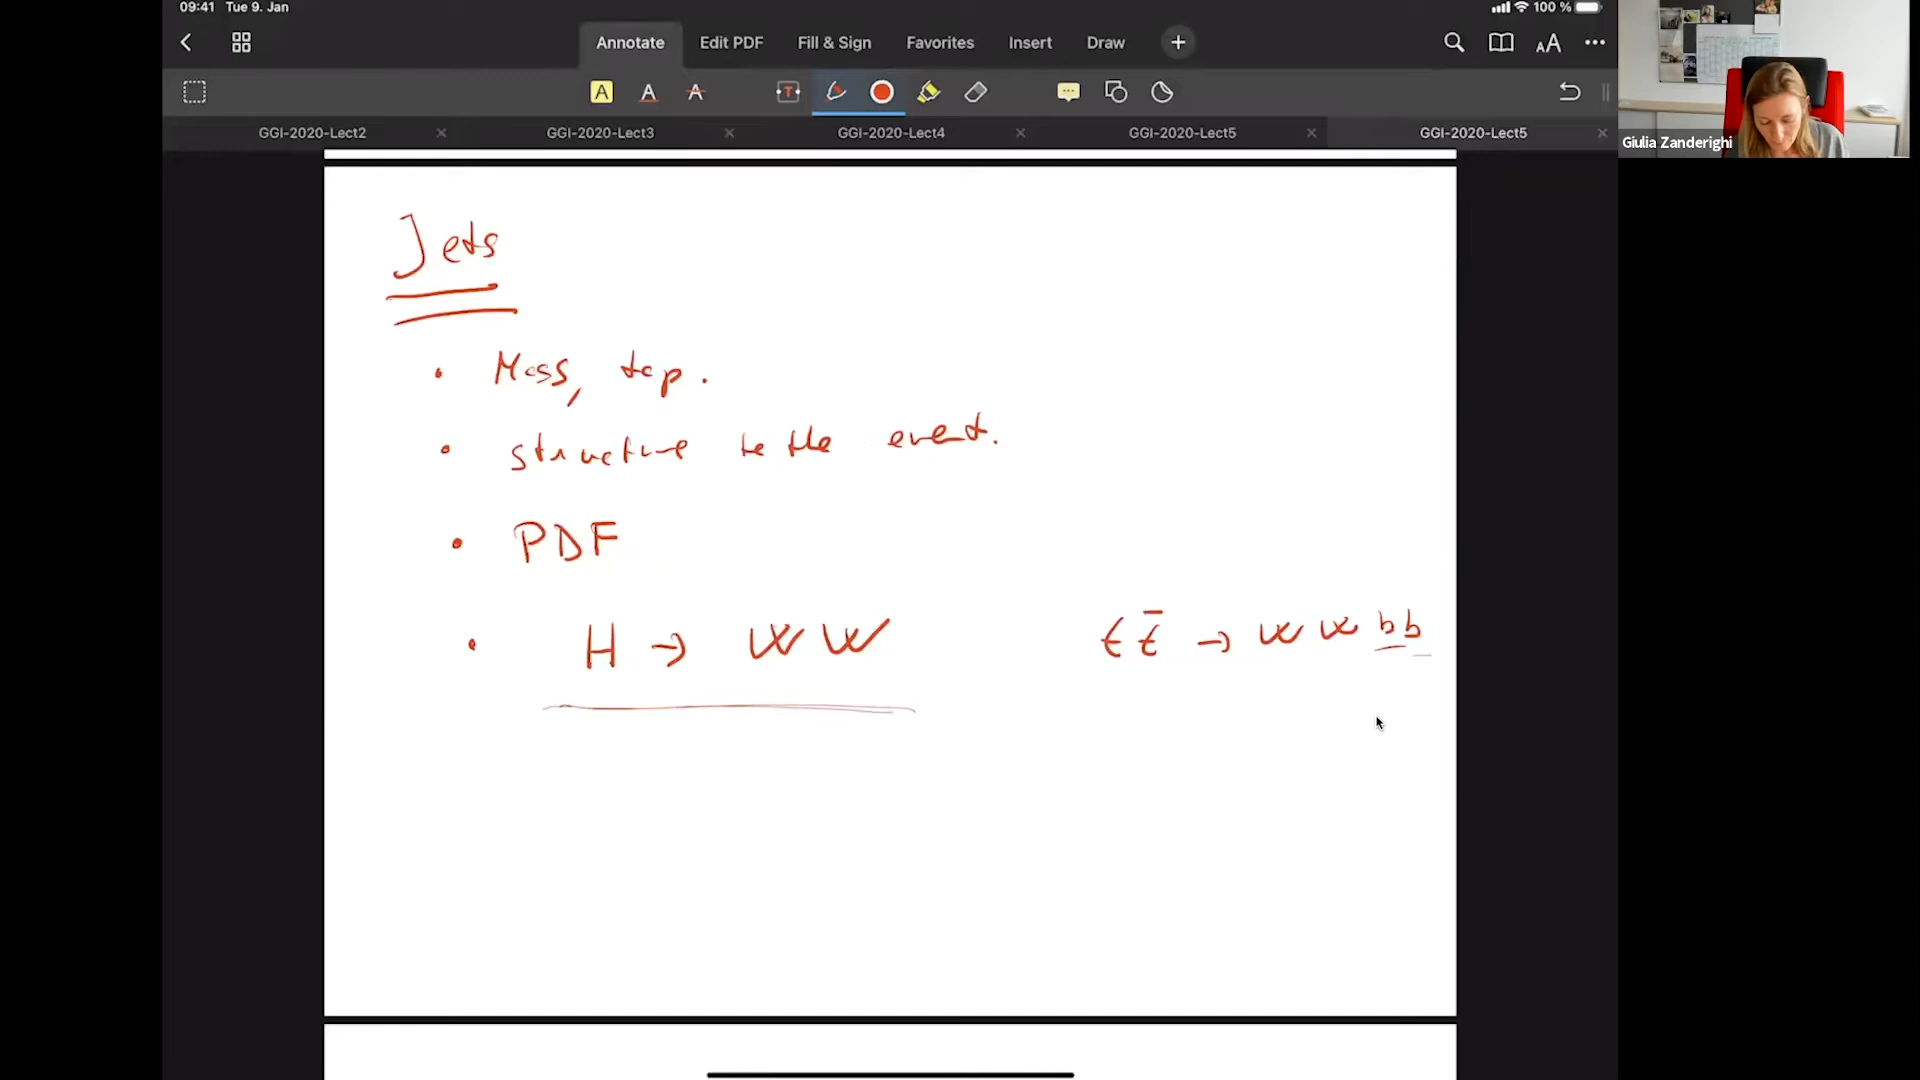 09:41 Tue 9. Jan 100 %
Annotate Edit PDF Fill & Sign Favorites Insert Draw
GGI-2020-Lect2 GGI-2020-Lect3 GGI-2020-Lect4 GGI-2020-Lect5 GGI-2020-Lect5
Giulia Zanderighi
Jets
• Mass, top.
• structure to the event.
• PDF
• H → WW t t̄ → WW bb